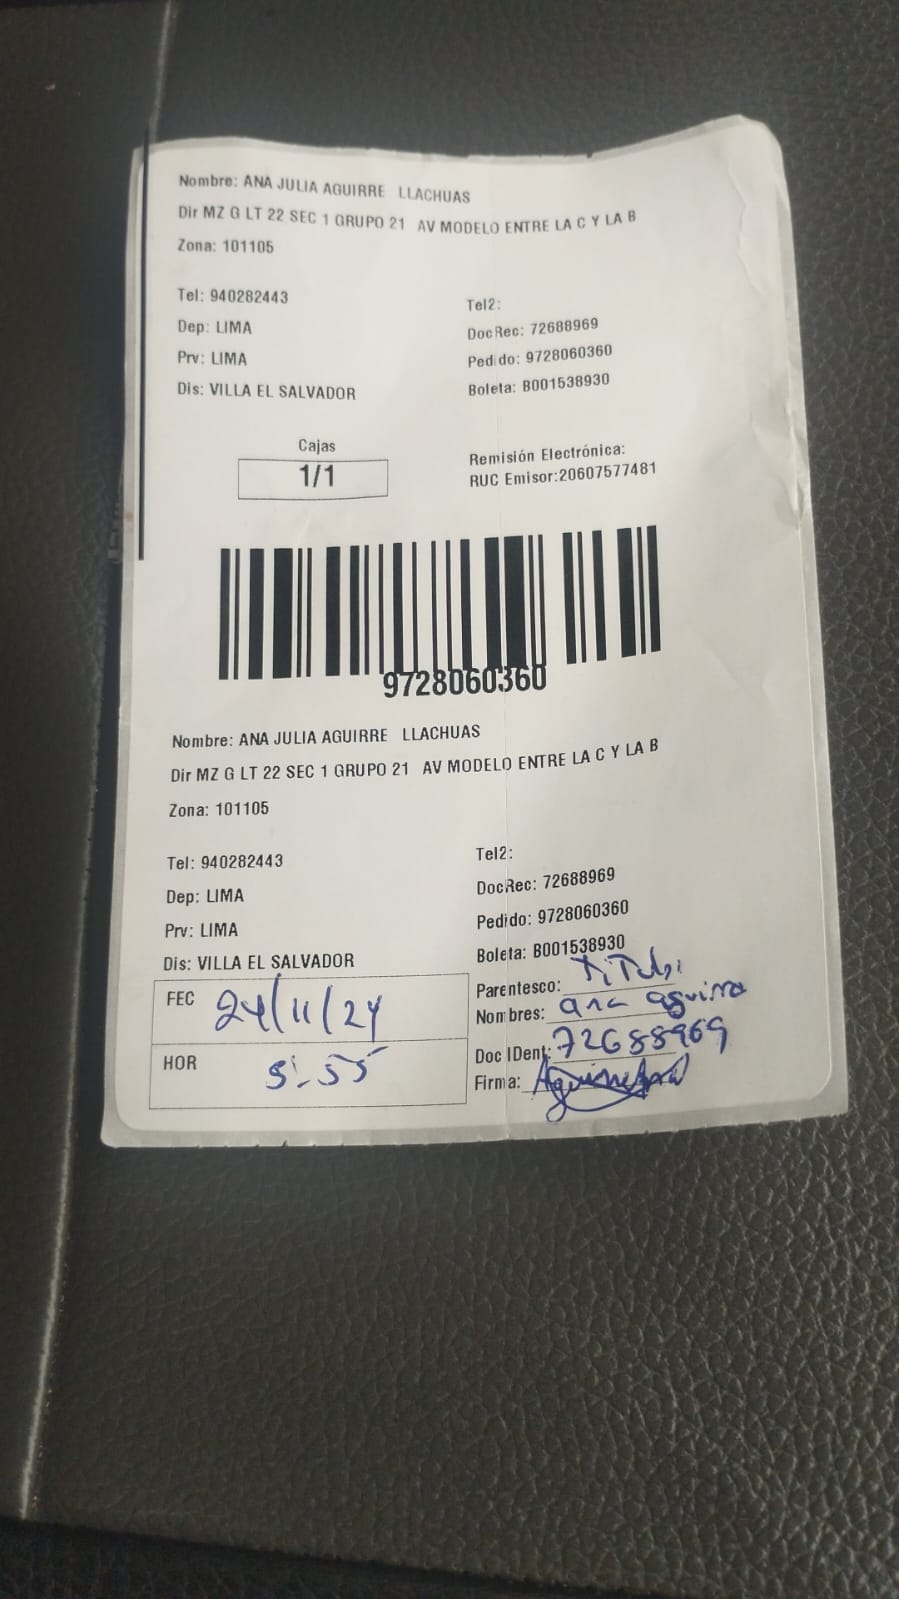 Nombre: ANA JULIA AGUIRRE LLACHUAS
Dir MZ G LT 22 SEC 1 GRUPO 21 AV MODELO ENTRE LA C Y LA B
Zona: 101105
Tel: 940282443
Tel2:
Dep: LIMA
DocRec: 72688969
Prv: LIMA
Pedido: 9728060360
Dis: VILLA EL SALVADOR
Boleta: B001538930
Cajas
1/1
Remisión Electrónica:
RUC Emisor:20607577481
9728060360
Nombre: ANA JULIA AGUIRRE LLACHUAS
Dir MZ G LT 22 SEC 1 GRUPO 21 AV MODELO ENTRE LA C Y LA B
Zona: 101105
Tel: 940282443
Tel2:
Dep: LIMA
DocRec: 72688969
Prv: LIMA
Pedido: 9728060360
Dis: VILLA EL SALVADOR
Boleta: B001538930
FEC 24/11/24
HOR 5:55
Parentesco:
Nombres: ana aguirre
Doc IDent: 72688969
Firma: